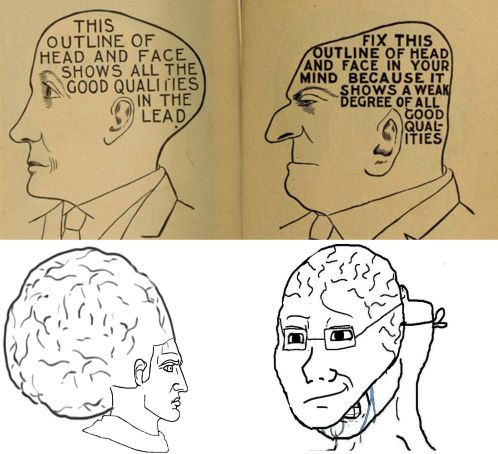 THIS
OUTLINE OF
HEAD AND FACE
SHOWS ALL THE
GOOD QUALITIES
IN THE
LEAD
FIX THIS
OUTLINE OF HEAD
AND FACE IN YOUR
MIND BECAUSE IT
SHOWS A WEAK
DEGREE OF ALL
GOOD
QUAL-
ITIES